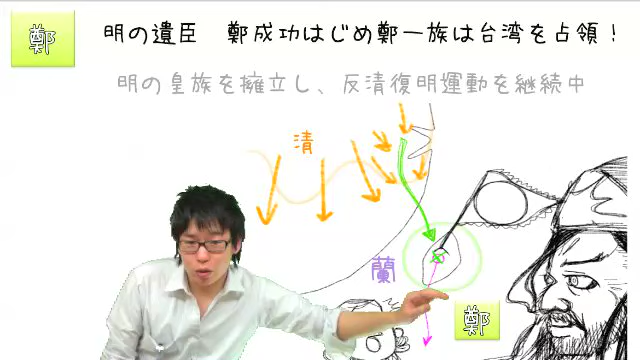 鄭
明の遺臣　鄭成功はじめ鄭一族は台湾を占領！
明の皇族を擁立し、反清復明運動を継続中
清
蘭
鄭